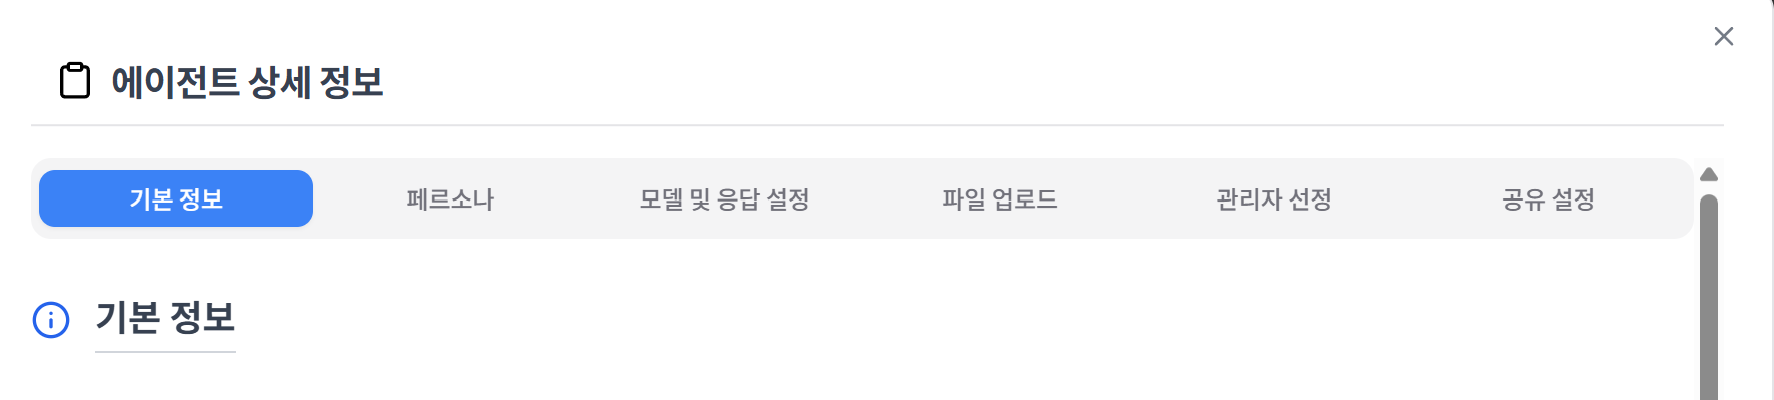 에이전트 상세 정보
기본 정보 페르소나 모델 및 응답 설정 파일 업로드 관리자 선정 공유 설정
기본 정보